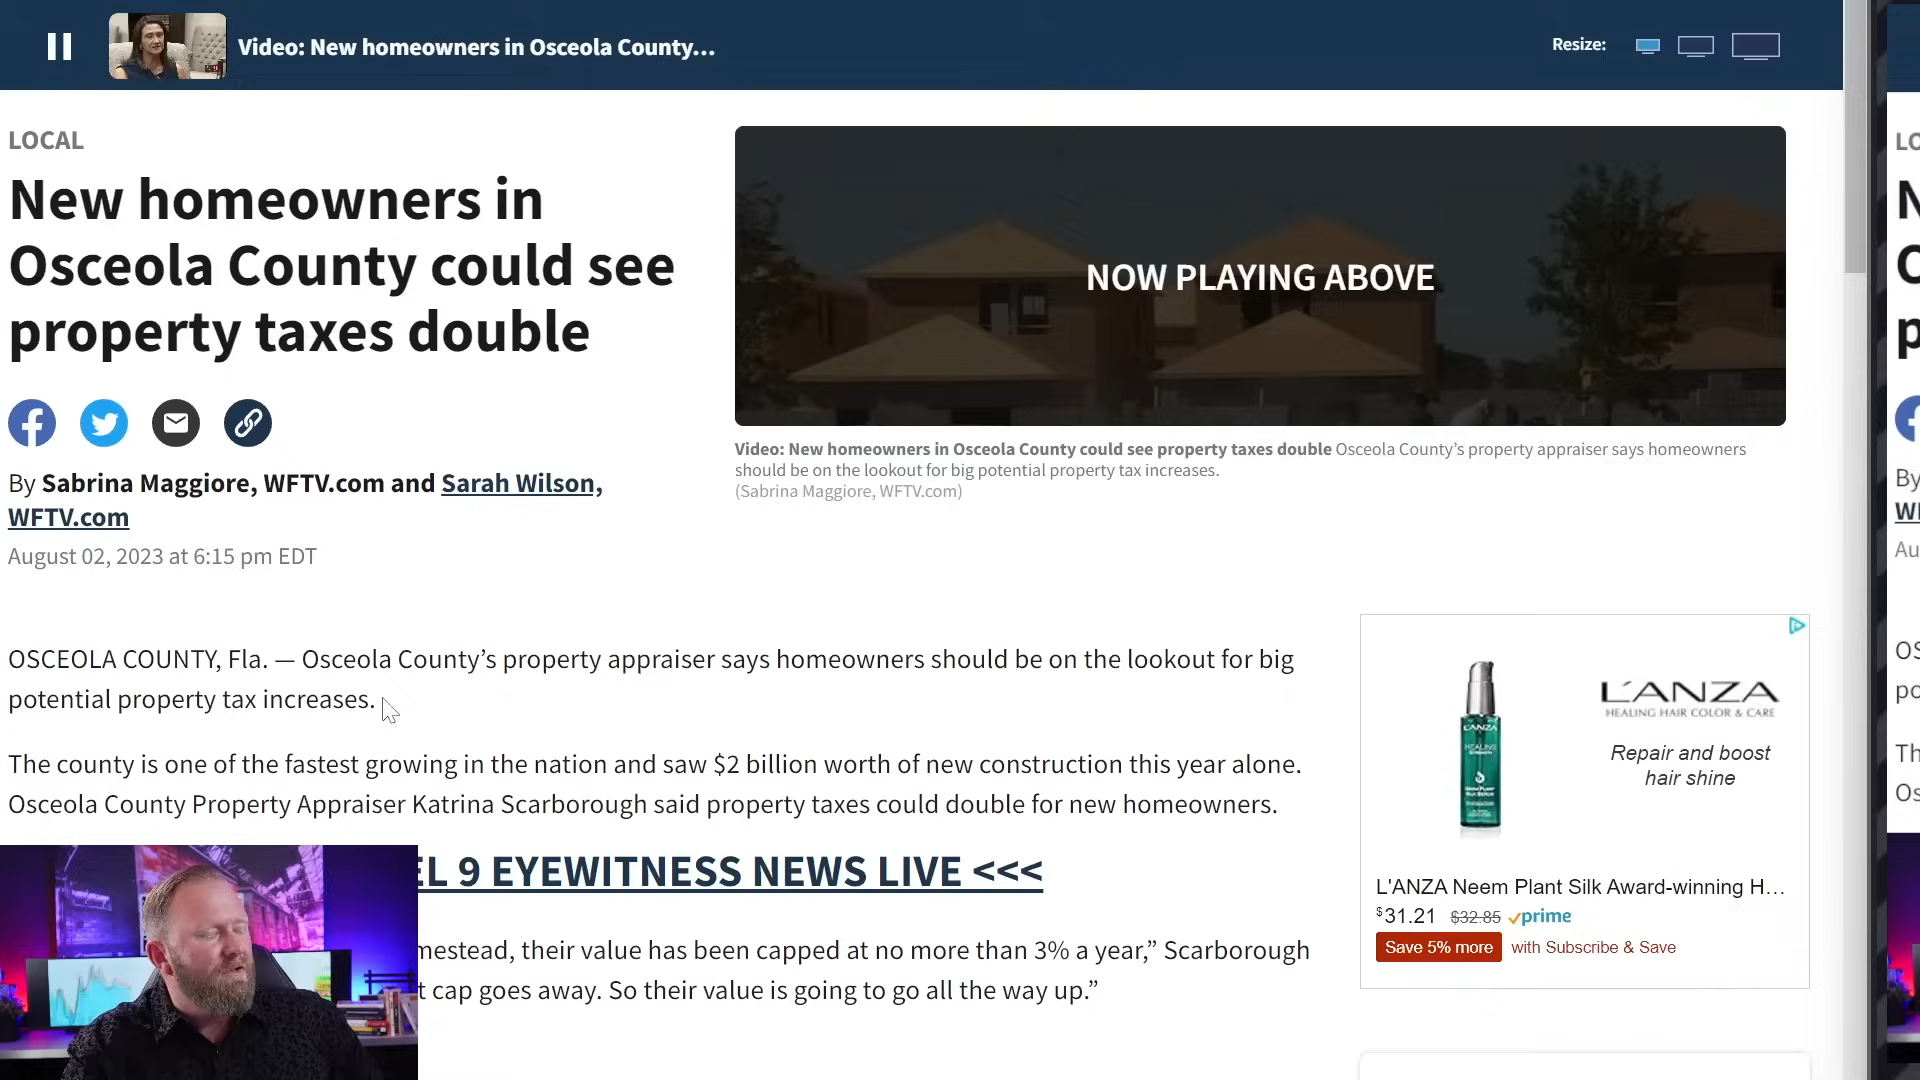 Video: New homeowners in Osceola County...
Resize:
LOCAL
New homeowners in
Osceola County could see
property taxes double
By Sabrina Maggiore, WFTV.com and Sarah Wilson,
WFTV.com
August 02, 2023 at 6:15 pm EDT
NOW PLAYING ABOVE
Video: New homeowners in Osceola County could see property taxes double Osceola County’s property appraiser says homeowners
should be on the lookout for big potential property tax increases.
(Sabrina Maggiore, WFTV.com)
OSCEOLA COUNTY, Fla. — Osceola County’s property appraiser says homeowners should be on the lookout for big
potential property tax increases.
The county is one of the fastest growing in the nation and saw $2 billion worth of new construction this year alone.
Osceola County Property Appraiser Katrina Scarborough said property taxes could double for new homeowners.
EL 9 EYEWITNESS NEWS LIVE <<<
mestead, their value has been capped at no more than 3% a year,” Scarborough
t cap goes away. So their value is going to go all the way up.”
L'ANZA
HEALING HAIR COLOR & CARE
Repair and boost
hair shine
L'ANZA Neem Plant Silk Award-winning H...
$31.21 $32.85 prime
Save 5% more with Subscribe & Save
LO
N
O
p
By
WF
Au
OS
po
Th
Os